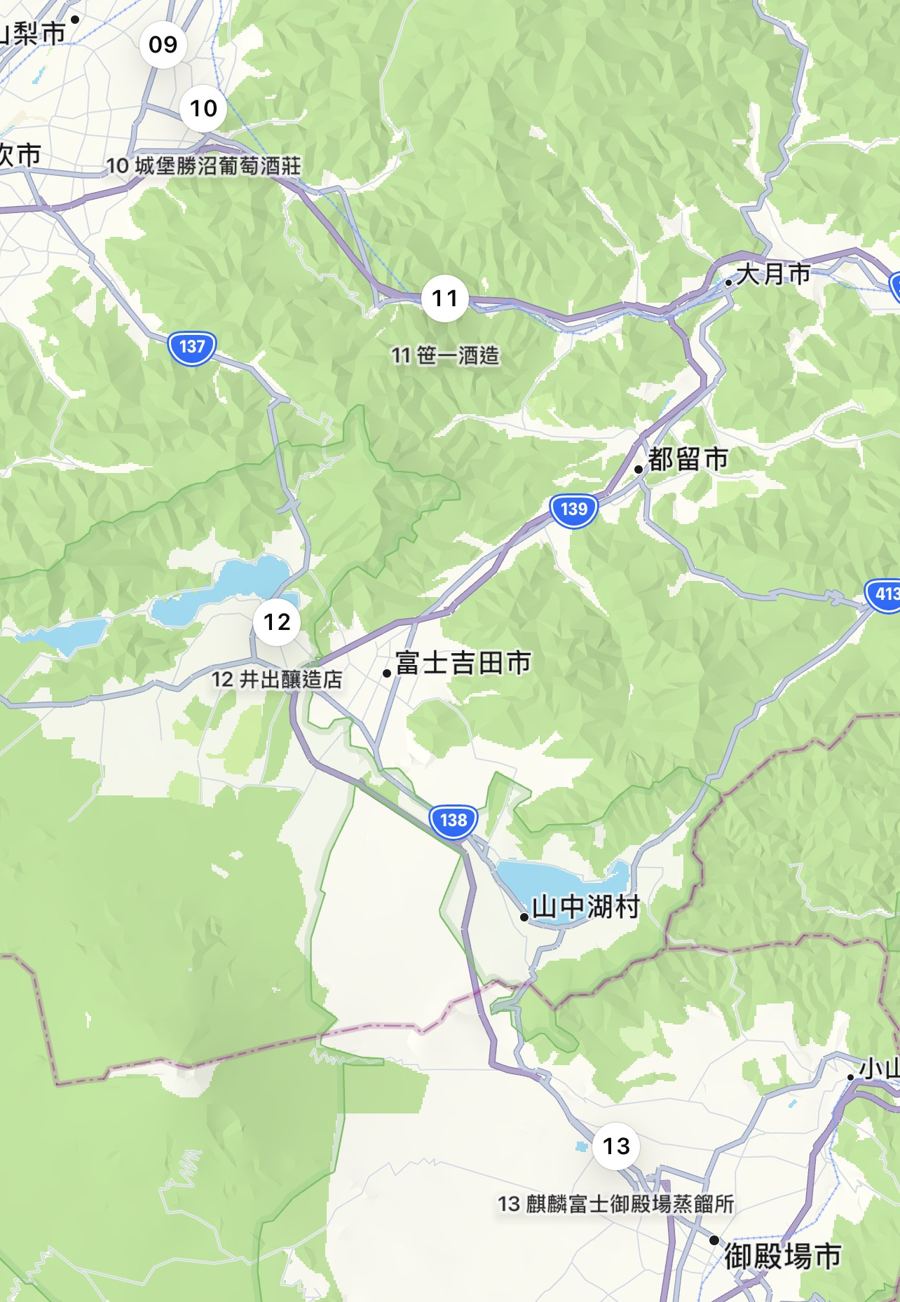 山梨市
09
10
10 城堡勝沼葡萄酒莊
吹市
大月市
11
11 笹一酒造
137
都留市
139
413
12
12 井出釀造店
富士吉田市
138
山中湖村
小山
13
13 麒麟富士御殿場蒸餾所
御殿場市